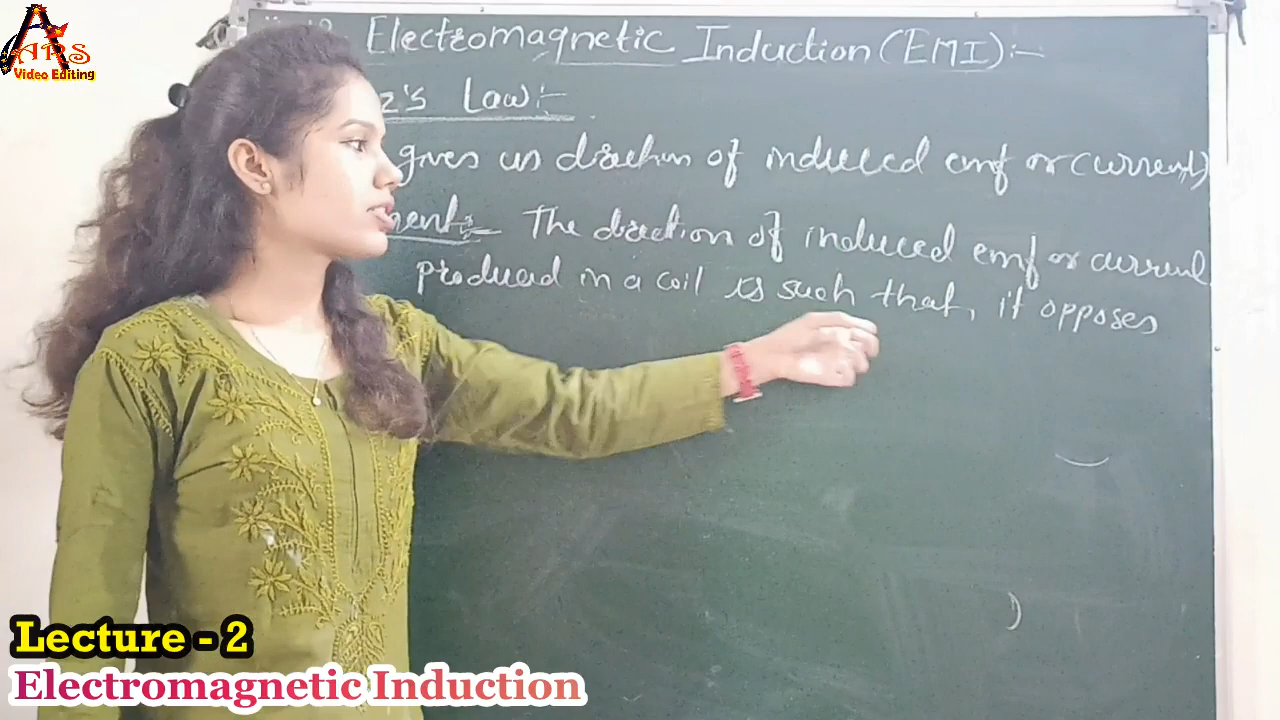 ARS
Video Editing
Electromagnetic Induction (EMI):-
z's Law:-
gives us direction of induced emf or current)
ment:- The direction of induced emf or current
produced in a coil is such that, it opposes
Lecture - 2
Electromagnetic Induction